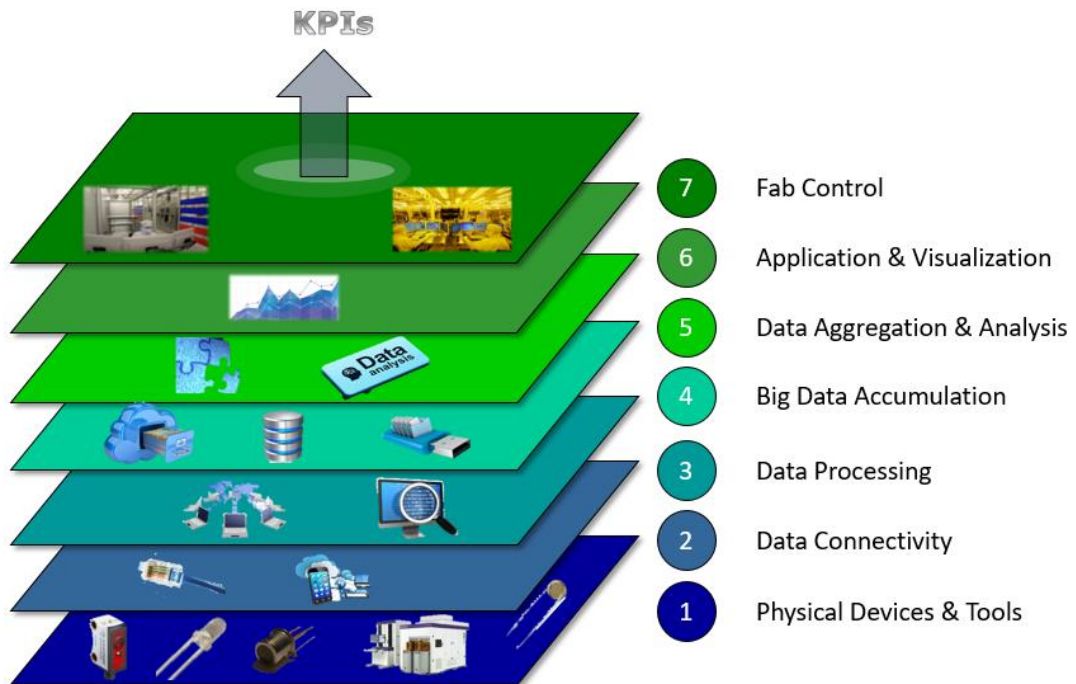 KPIs
7 Fab Control
6 Application & Visualization
5 Data Aggregation & Analysis
Data
analysis
4 Big Data Accumulation
3 Data Processing
2 Data Connectivity
1 Physical Devices & Tools